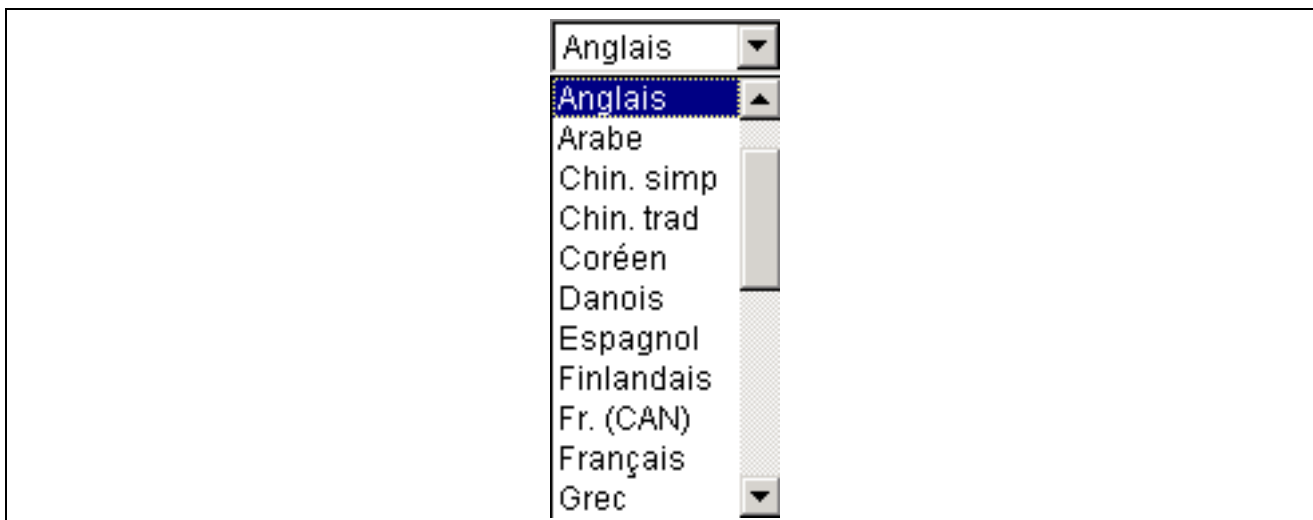 Anglais
Anglais
Arabe
Chin. simp
Chin. trad
Coréen
Danois
Espagnol
Finlandais
Fr. (CAN)
Français
Grec